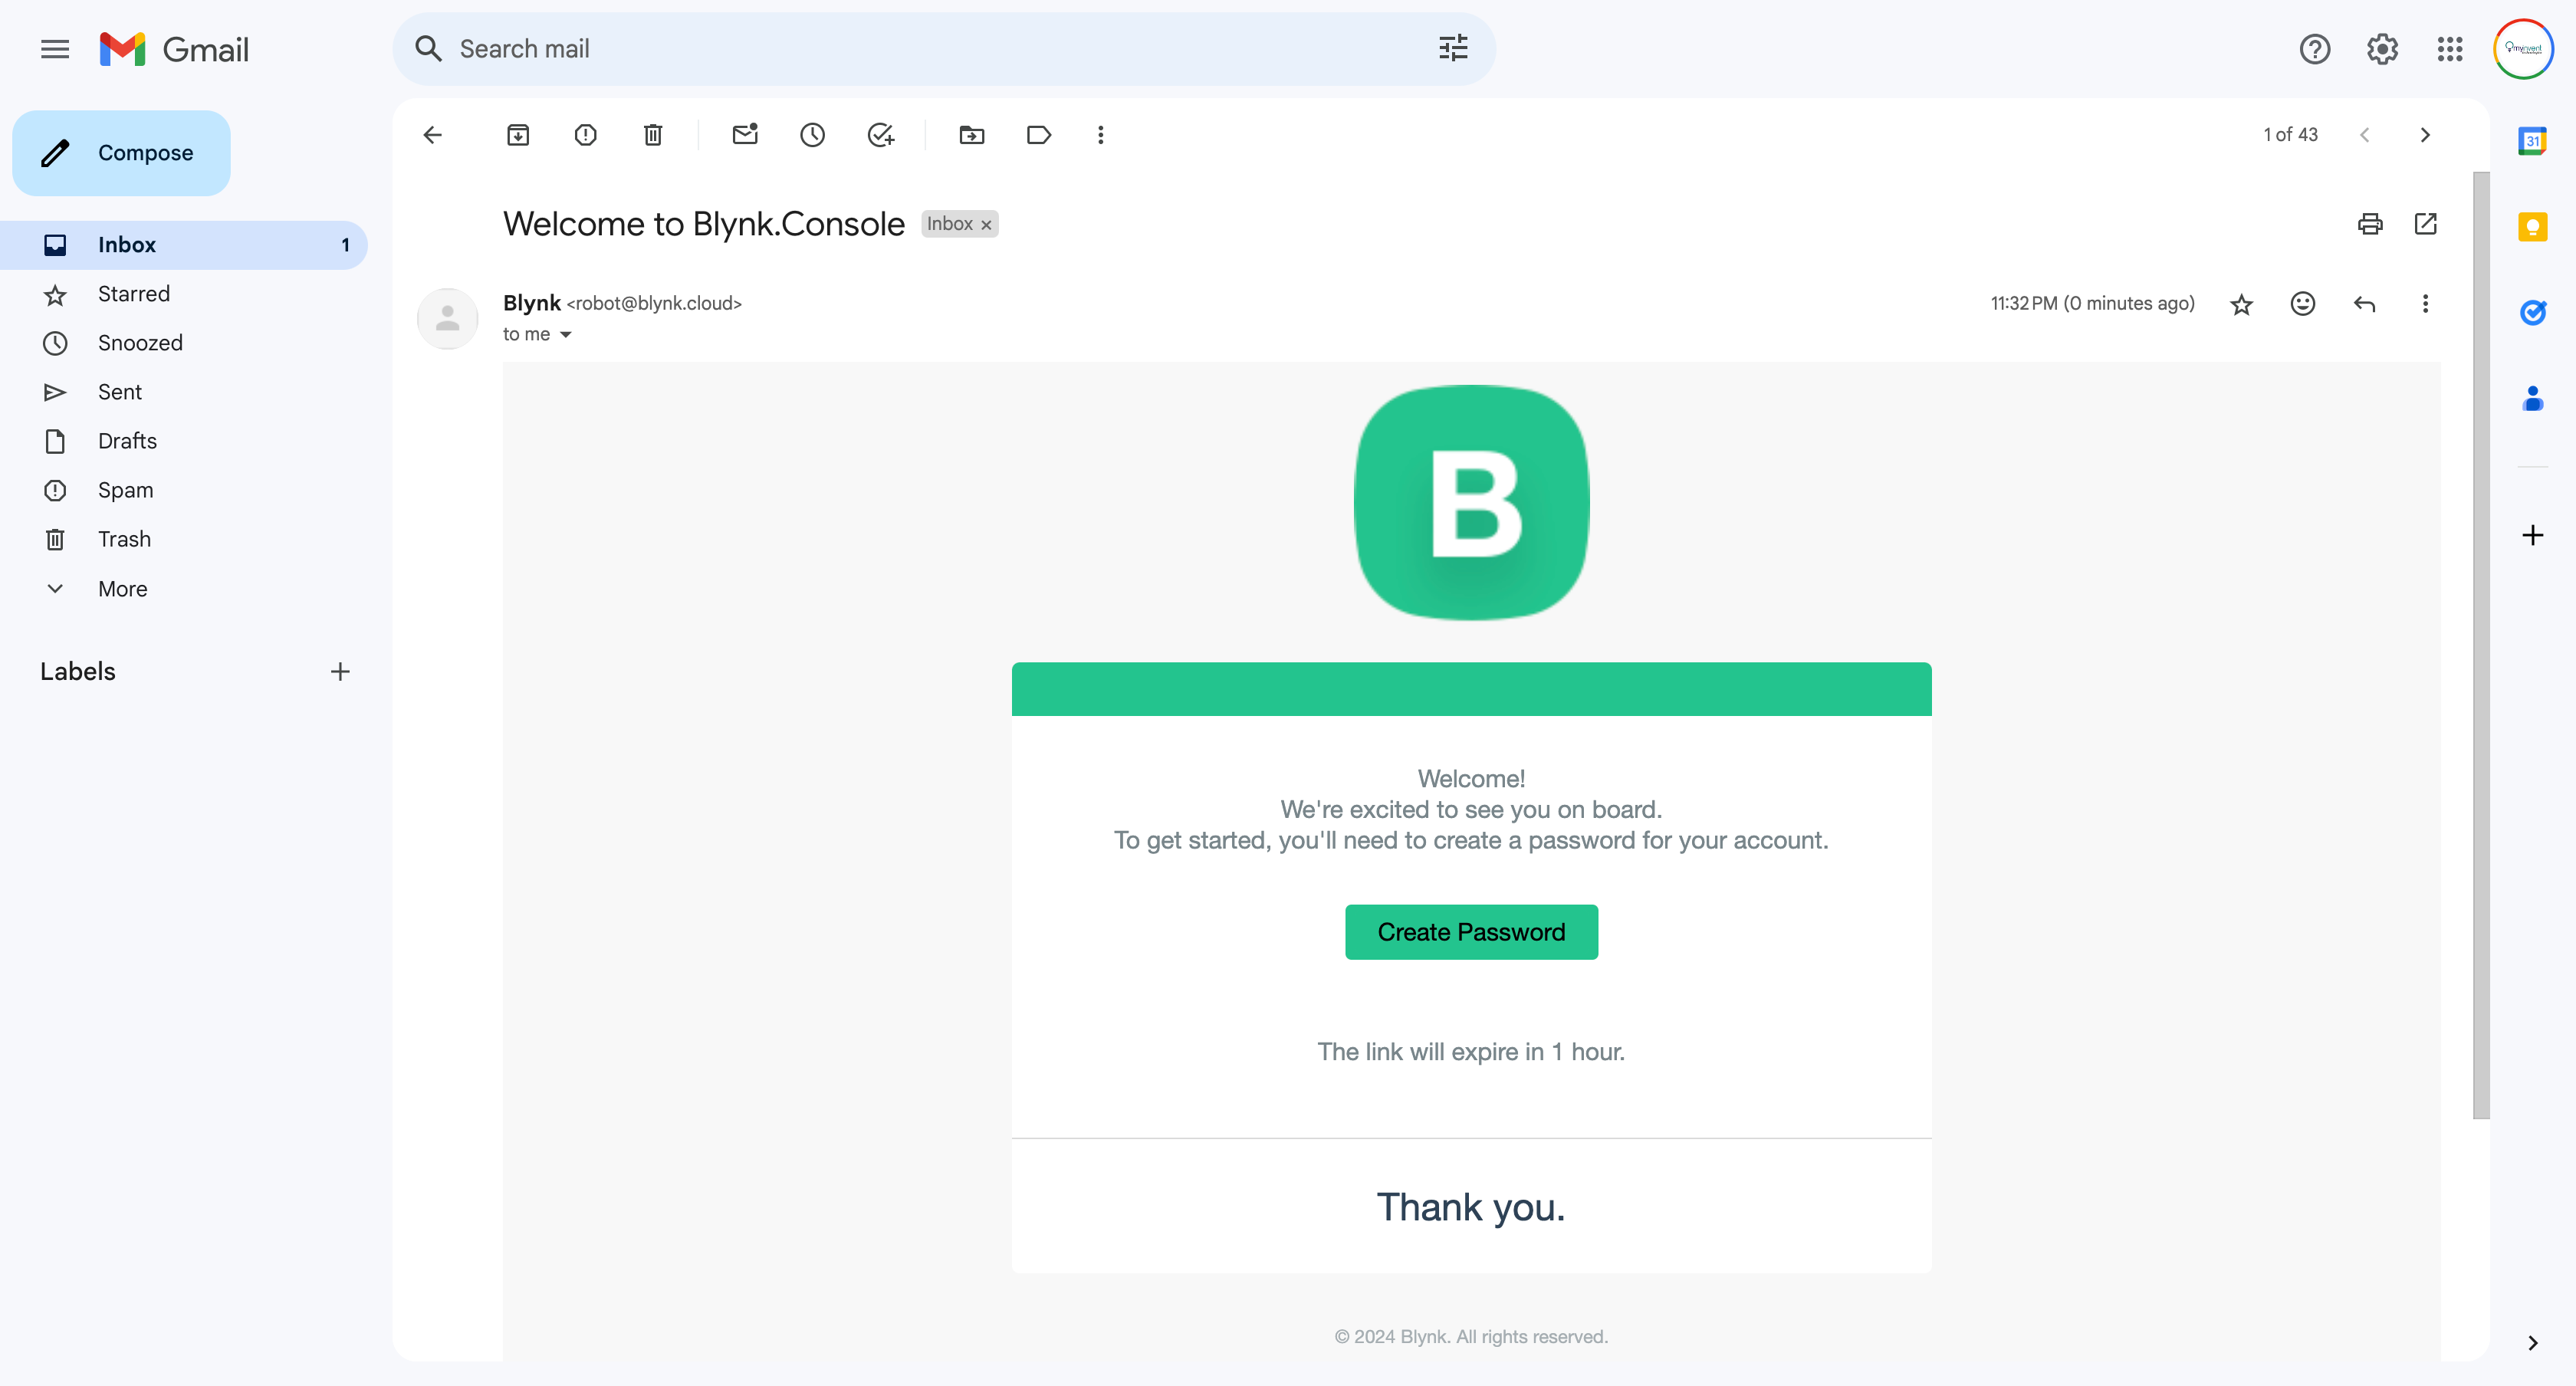 Gmail
Search mail
myinvent
Compose
1 of 43
31
Welcome to Blynk.Console
Inbox ×
Inbox 1
Starred
Blynk <robot@blynk.cloud>
11:32 PM (0 minutes ago)
to me
Snoozed
Sent
Drafts
Spam
Trash
More
Labels
B
Welcome!
We're excited to see you on board.
To get started, you'll need to create a password for your account.
Create Password
The link will expire in 1 hour.
Thank you.
© 2024 Blynk. All rights reserved.